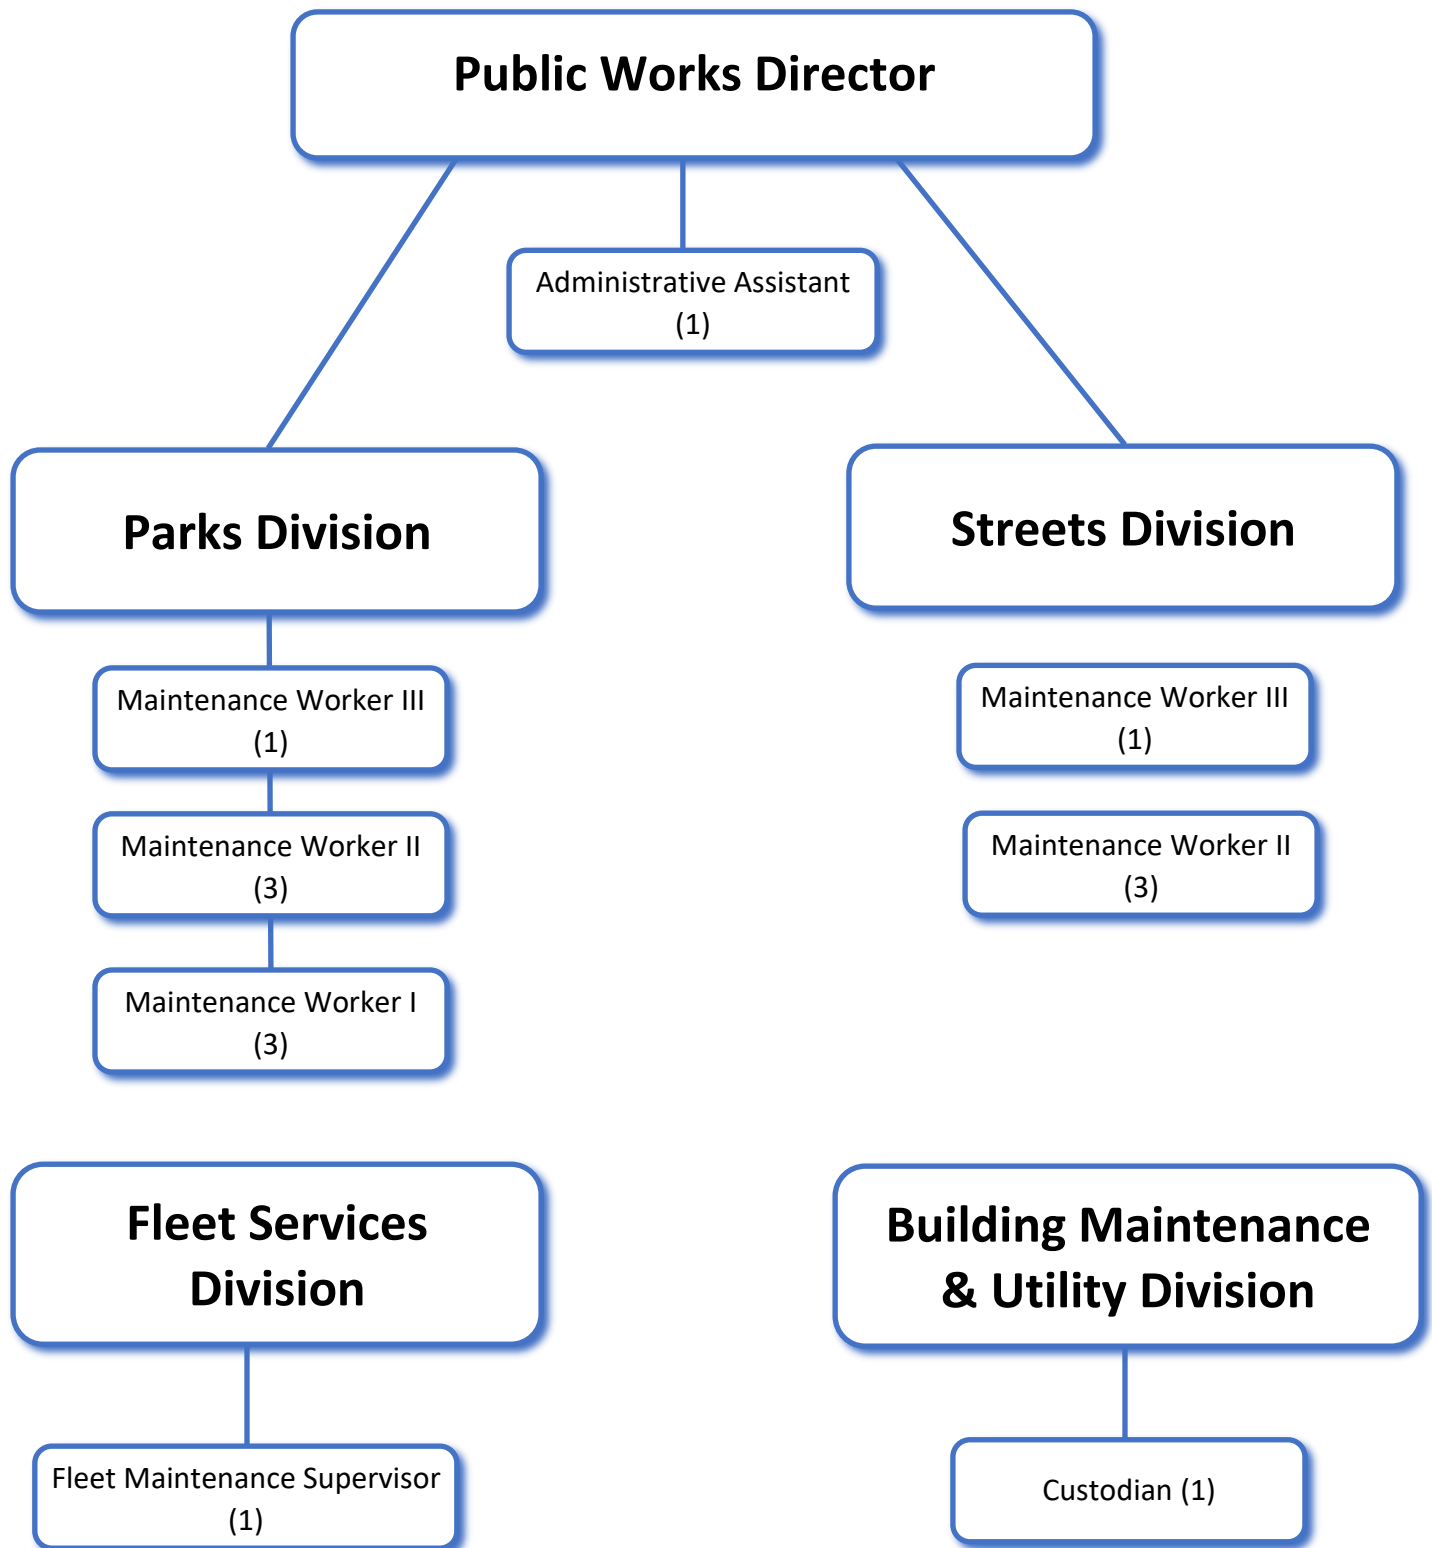 Public Works Director
Administrative Assistant
(1)
Parks Division
Streets Division
Maintenance Worker III
(1)
Maintenance Worker III
(1)
Maintenance Worker II
(3)
Maintenance Worker II
(3)
Maintenance Worker I
(3)
Fleet Services
Division
Building Maintenance
& Utility Division
Fleet Maintenance Supervisor
(1)
Custodian (1)